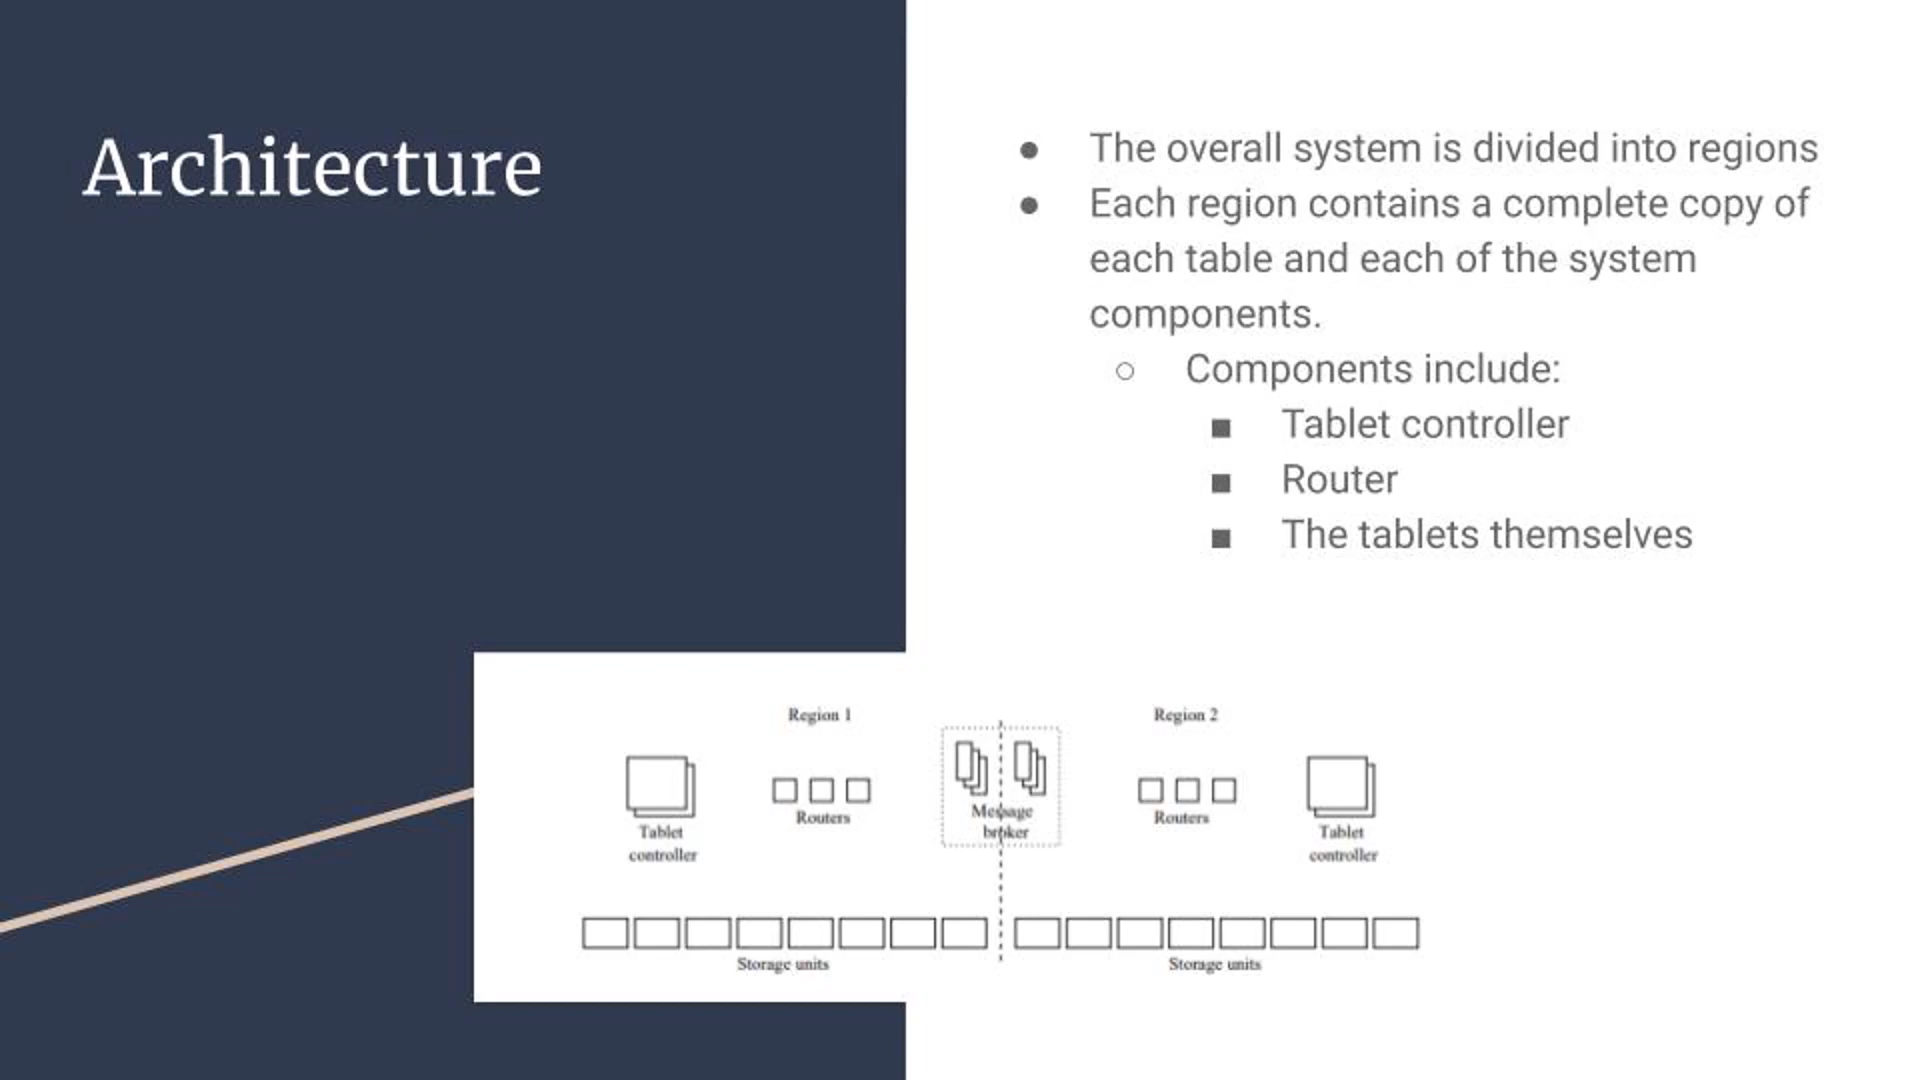 Architecture
● The overall system is divided into regions
● Each region contains a complete copy of
each table and each of the system
components.
○ Components include:
■ Tablet controller
■ Router
■ The tablets themselves
Region 1
Region 2
Tablet
controller
Routers
Message
broker
Routers
Tablet
controller
Storage units
Storage units